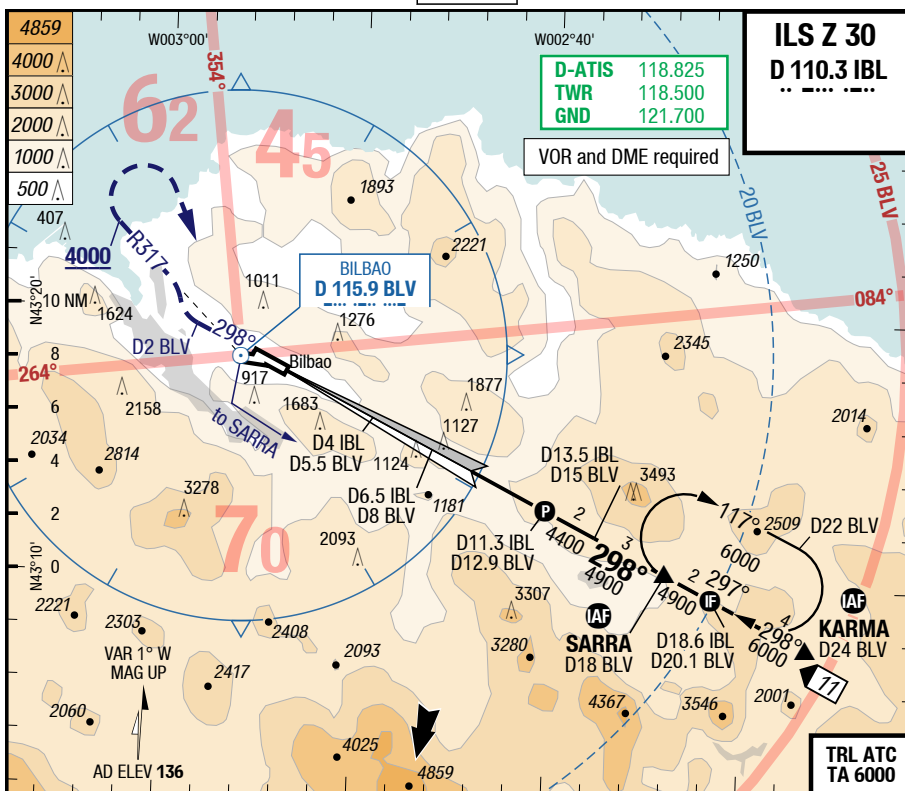 4859
4000
3000
2000
1000
500
407
W003°00'
W002°40'
354°
62
45
D-ATIS 118.825
TWR 118.500
GND 121.700
VOR and DME required
ILS Z 30
D 110.3 IBL
25 BLV
20 BLV
1893
2221
1250
4000
R317
BILBAO
D 115.9 BLV
1011
1276
084°
N43°20'
10 NM
1624
298°
D2 BLV
Bilbao
2345
8
264°
917
1877
6
2158
1683
1127
to SARRA
2014
2034
2814
4
D4 IBL
D5.5 BLV
1124
D13.5 IBL
D15 BLV
3493
3278
D6.5 IBL
D8 BLV
1181
2
70
P
2
117°
2509
D22 BLV
2093
D11.3 IBL
D12.9 BLV
4400
3
298°
4900
6000
N43°10'
0
2
297°
4900
IF
2221
2303
2408
3307
IAF
SARRA
D18 BLV
D18.6 IBL
D20.1 BLV
4
298°
6000
IAF
KARMA
D24 BLV
VAR 1° W
MAG UP
2093
3280
11
2417
2060
4367
3546
2001
4025
4859
AD ELEV 136
TRL ATC
TA 6000